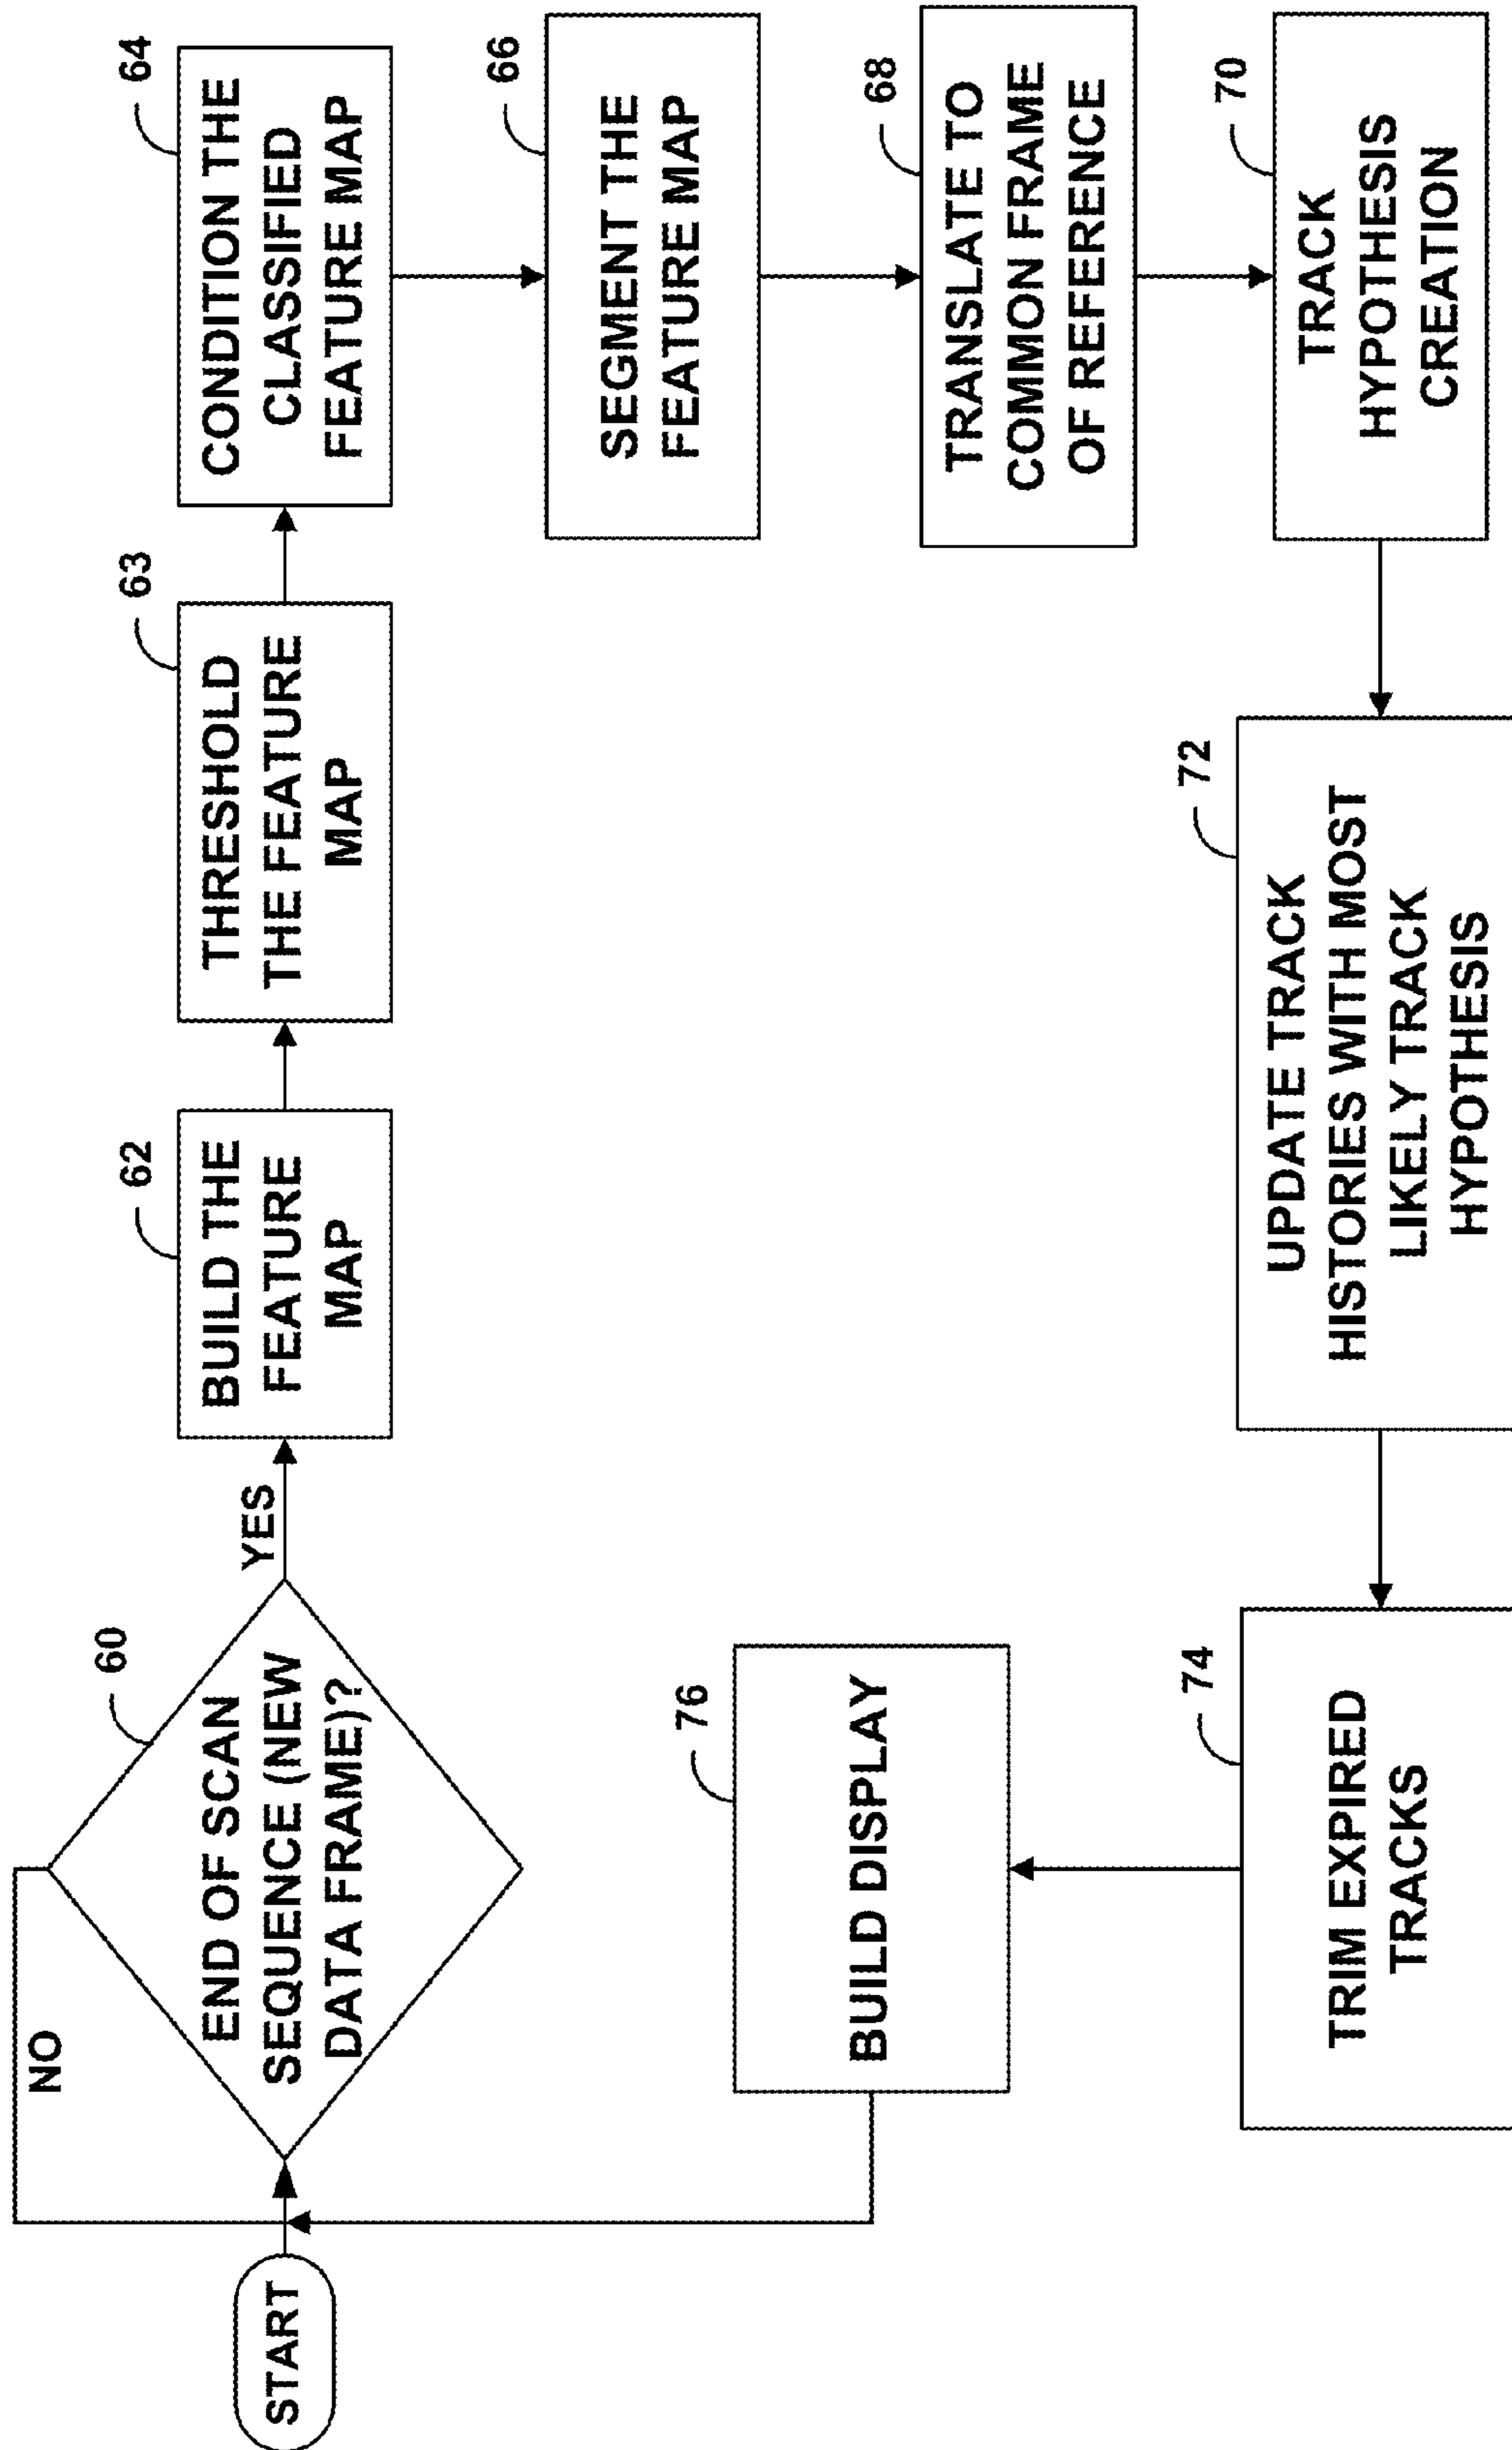 START
NO
60
END OF SCAN
SEQUENCE (NEW
DATA FRAME)?
YES
62
BUILD THE
FEATURE
MAP
63
THRESHOLD
THE FEATURE
MAP
64
CONDITION THE
CLASSIFIED
FEATURE MAP
66
SEGMENT THE
FEATURE MAP
68
TRANSLATE TO
COMMON FRAME
OF REFERENCE
70
TRACK
HYPOTHESIS
CREATION
72
UPDATE TRACK
HISTORIES WITH MOST
LIKELY TRACK
HYPOTHESIS
74
TRIM EXPIRED
TRACKS
76
BUILD DISPLAY